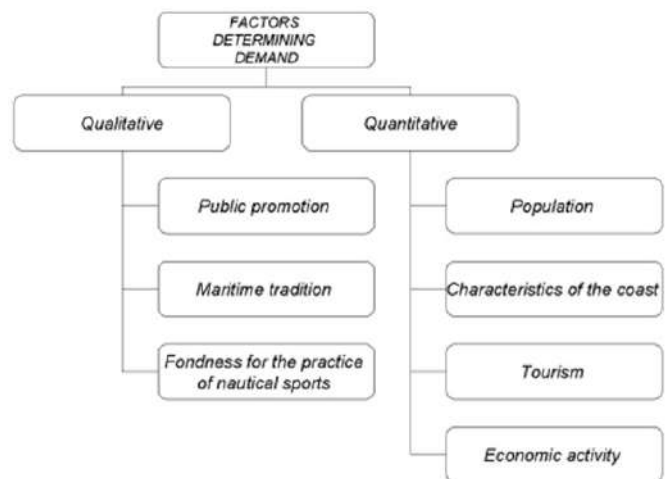 FACTORS
DETERMINING
DEMAND
Qualitative
Quantitative
Public promotion
Population
Maritime tradition
Characteristics of the coast
Fondness for the practice
of nautical sports
Tourism
Economic activity